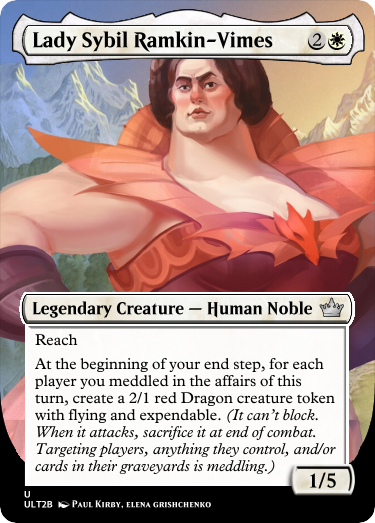 Lady Sybil Ramkin-Vimes 2
Legendary Creature — Human Noble
Reach
At the beginning of your end step, for each
player you meddled in the affairs of this
turn, create a 2/1 red Dragon creature token
with flying and expendable. (It can't block.
When it attacks, sacrifice it at end of combat.
Targeting players, anything they control, and/or
cards in their graveyards is meddling.)
1/5
U
ULT2B PAUL KIRBY, ELENA GRISHCHENKO